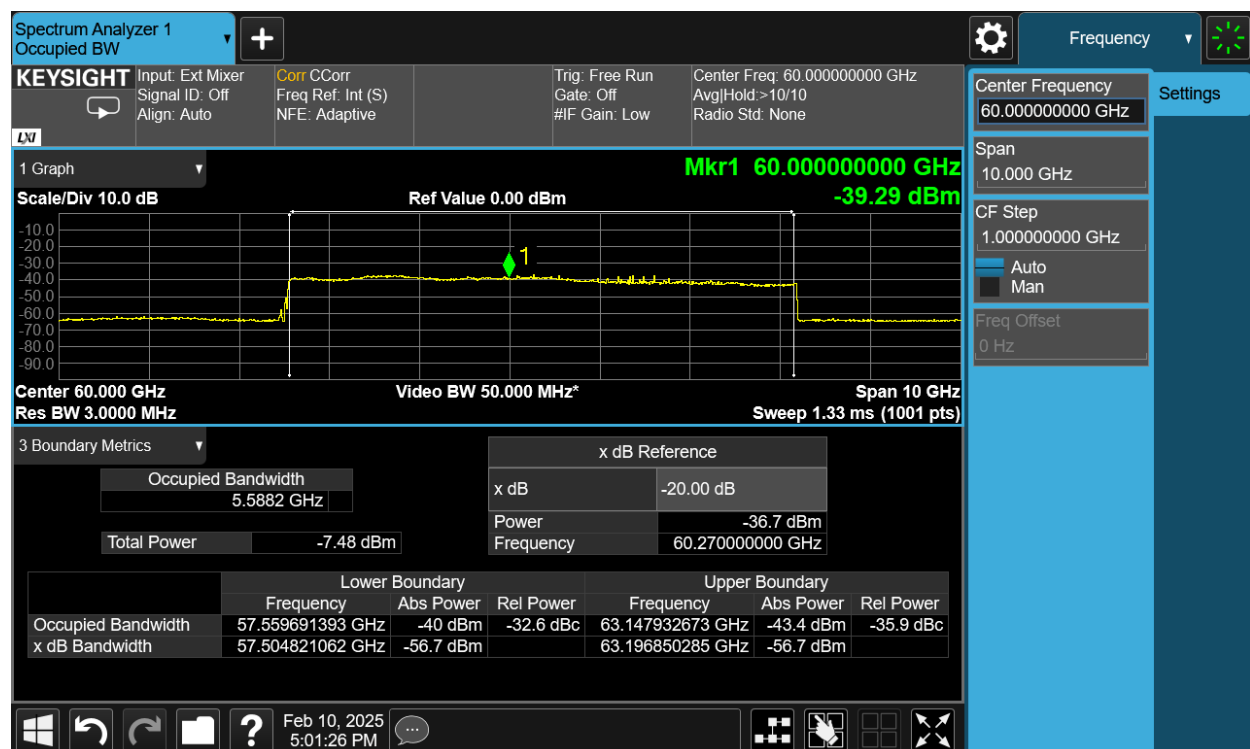 Spectrum Analyzer 1
Occupied BW
+
Frequency
KEYSIGHT
LXI
Input: Ext Mixer
Signal ID: Off
Align: Auto
Corr CCorr
Freq Ref: Int (S)
NFE: Adaptive
Trig: Free Run
Gate: Off
#IF Gain: Low
Center Freq: 60.000000000 GHz
Avg|Hold:>10/10
Radio Std: None
Center Frequency
60.000000000 GHz
Settings
Span
10.000 GHz
CF Step
1.000000000 GHz
Auto
Man
Freq Offset
0 Hz
1 Graph
Mkr1 60.000000000 GHz
-39.29 dBm
Scale/Div 10.0 dB Ref Value 0.00 dBm
-10.0
-20.0
-30.0
-40.0
-50.0
-60.0
-70.0
-80.0
-90.0
1
Center 60.000 GHz Video BW 50.000 MHz* Span 10 GHz
Res BW 3.0000 MHz Sweep 1.33 ms (1001 pts)
3 Boundary Metrics
Occupied Bandwidth
5.5882 GHz
Total Power -7.48 dBm
x dB Reference
x dB -20.00 dB
Power -36.7 dBm
Frequency 60.270000000 GHz
Lower Boundary Upper Boundary
Frequency Abs Power Rel Power Frequency Abs Power Rel Power
Occupied Bandwidth 57.559691393 GHz -40 dBm -32.6 dBc 63.147932673 GHz -43.4 dBm -35.9 dBc
x dB Bandwidth 57.504821062 GHz -56.7 dBm 63.196850285 GHz -56.7 dBm
?
Feb 10, 2025
5:01:26 PM